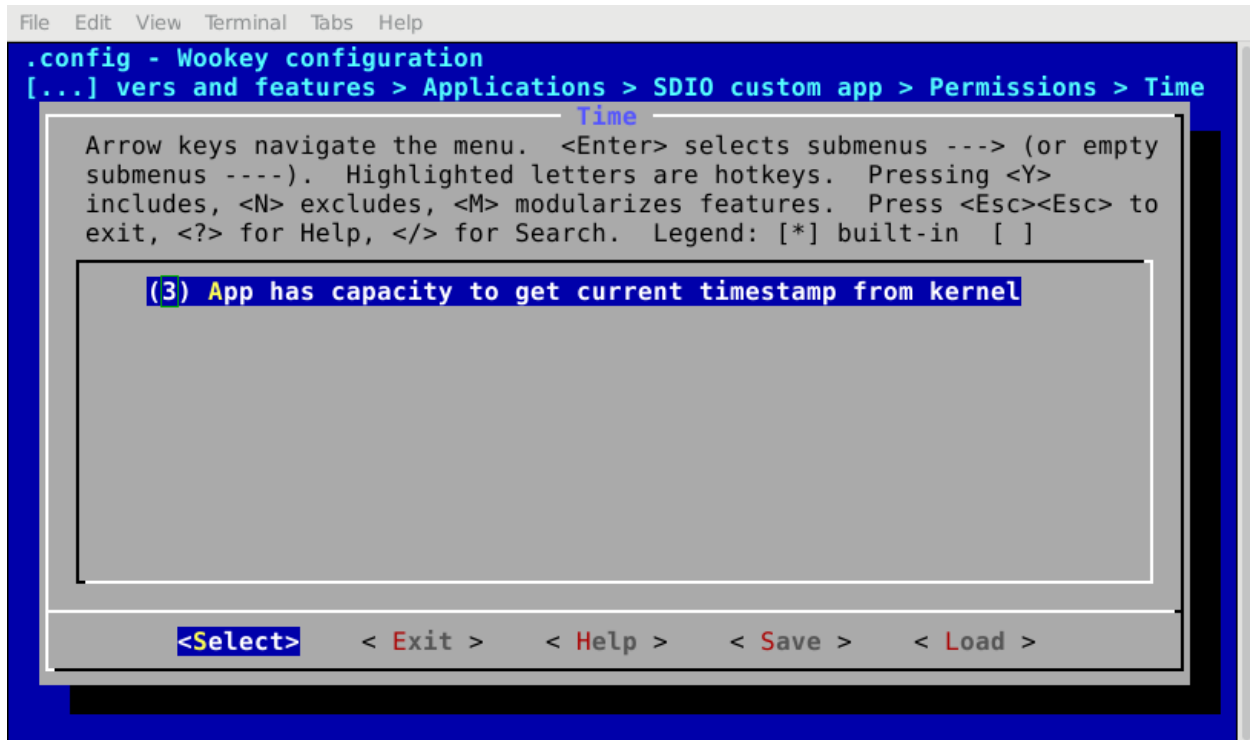 File Edit View Terminal Tabs Help
.config - Wookey configuration
[...] vers and features > Applications > SDIO custom app > Permissions > Time
Time
Arrow keys navigate the menu. <Enter> selects submenus ---> (or empty
submenus ----). Highlighted letters are hotkeys. Pressing <Y>
includes, <N> excludes, <M> modularizes features. Press <Esc><Esc> to
exit, <?> for Help, </> for Search. Legend: [*] built-in [ ]
(3) App has capacity to get current timestamp from kernel
<Select> < Exit > < Help > < Save > < Load >